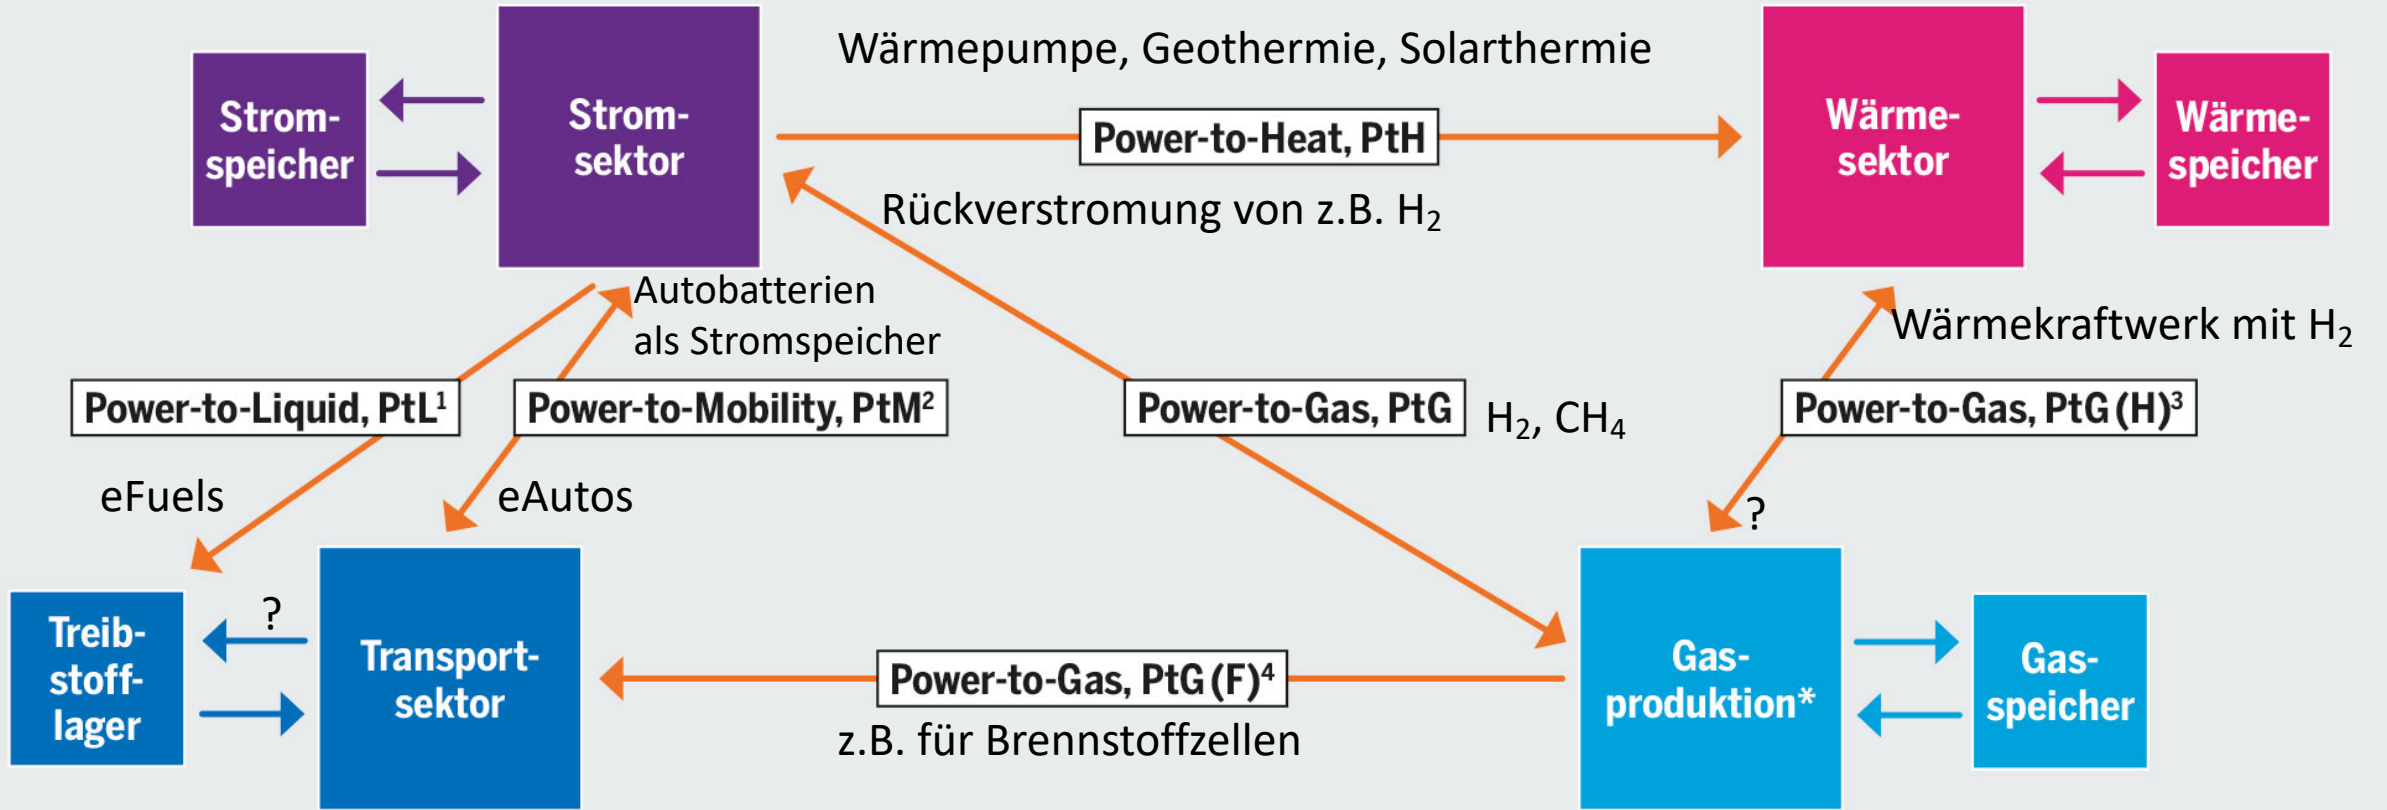 Wärmepumpe, Geothermie, Solarthermie
Strom-
speicher
Strom-
sektor
Power-to-Heat, PtH
Wärme-
sektor
Wärme-
speicher
Rückverstromung von z.B. H₂
Autobatterien
als Stromspeicher
Wärmekraftwerk mit H₂
Power-to-Liquid, PtL¹
Power-to-Mobility, PtM²
Power-to-Gas, PtG
H₂, CH₄
Power-to-Gas, PtG (H)³
eFuels
eAutos
?
?
Treib-
stoff-
lager
Transport-
sektor
Power-to-Gas, PtG (F)⁴
z.B. für Brennstoffzellen
Gas-
produktion*
Gas-
speicher